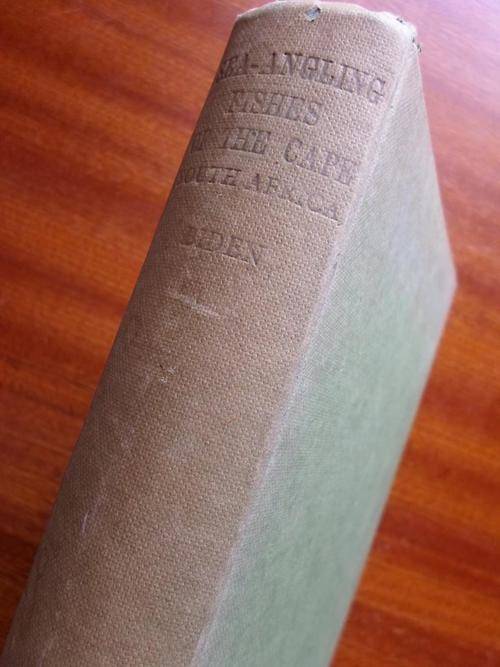 SEA-ANGLING
FISHES
OF THE CAPE
SOUTH AFRICA
BIDEN